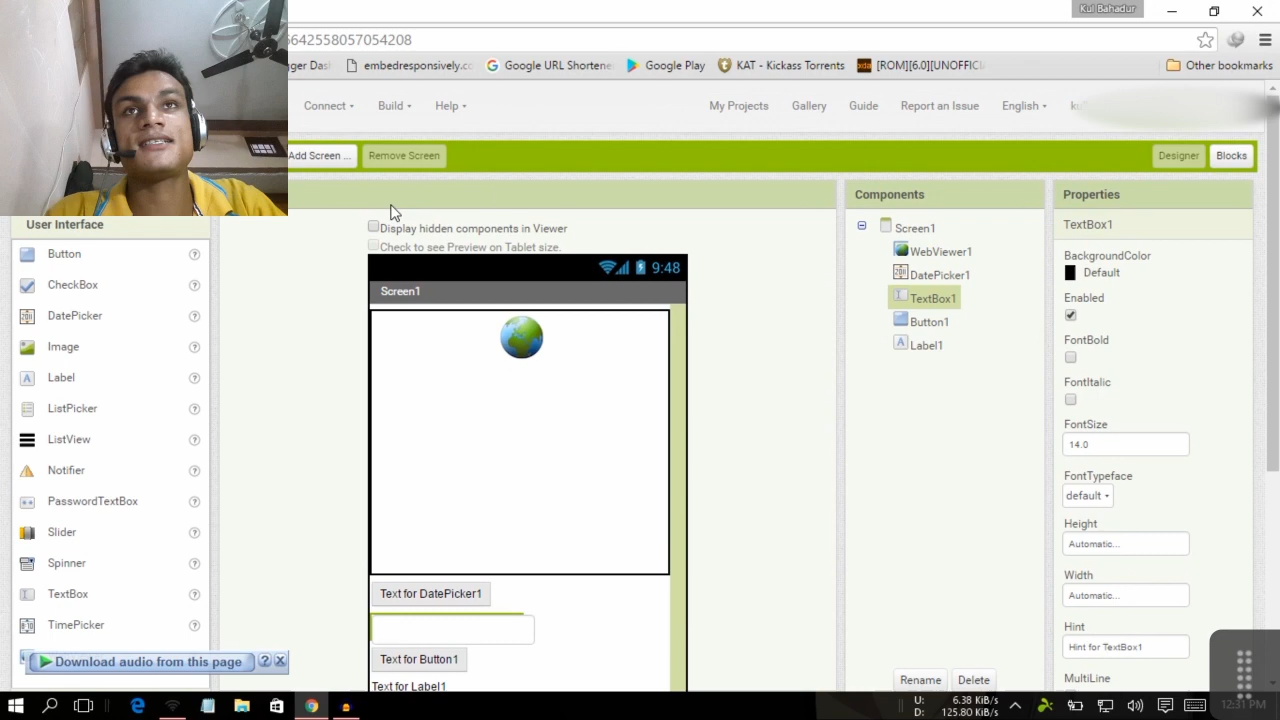 Kul Bahadur
6642558057054208
ger Das
embedresponsively.co
Google URL Shortene
Google Play
KAT - Kickass Torrents
[ROM][6.0][UNOFFICI
Other bookmarks
Connect
Build
Help
My Projects
Gallery
Guide
Report an Issue
English
Add Screen ...
Remove Screen
Designer
Blocks
User Interface
Button
CheckBox
DatePicker
Image
Label
ListPicker
ListView
Notifier
PasswordTextBox
Slider
Spinner
TextBox
TimePicker
Download audio from this page
Display hidden components in Viewer
Check to see Preview on Tablet size.
9:48
Screen1
Text for DatePicker1
Text for Button1
Text for Label1
Components
Screen1
WebViewer1
DatePicker1
TextBox1
Button1
Label1
Rename
Delete
Properties
TextBox1
BackgroundColor
Default
Enabled
FontBold
FontItalic
FontSize
14.0
FontTypeface
default
Height
Automatic...
Width
Automatic...
Hint
Hint for TextBox1
MultiLine
U: 6.38 KiB/s
D: 125.80 KiB/s
12:31 PM